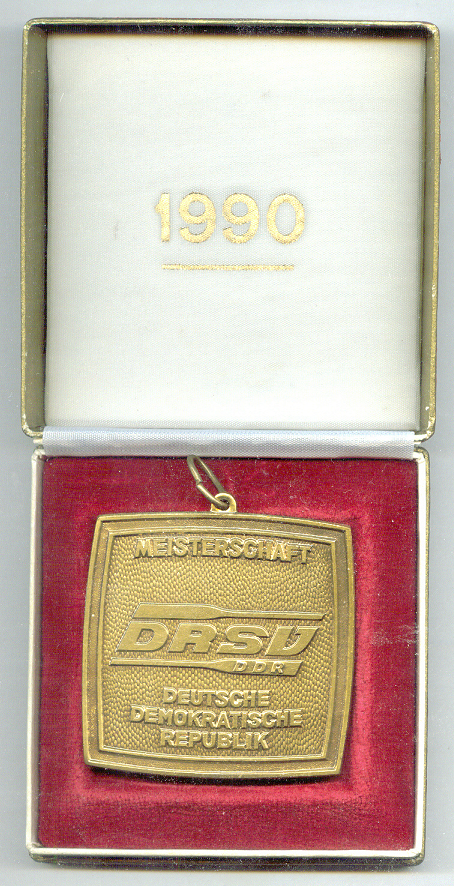 1990
MEISTERSCHAFT
DRSV
DDR
DEUTSCHE
DEMOKRATISCHE
REPUBLIK